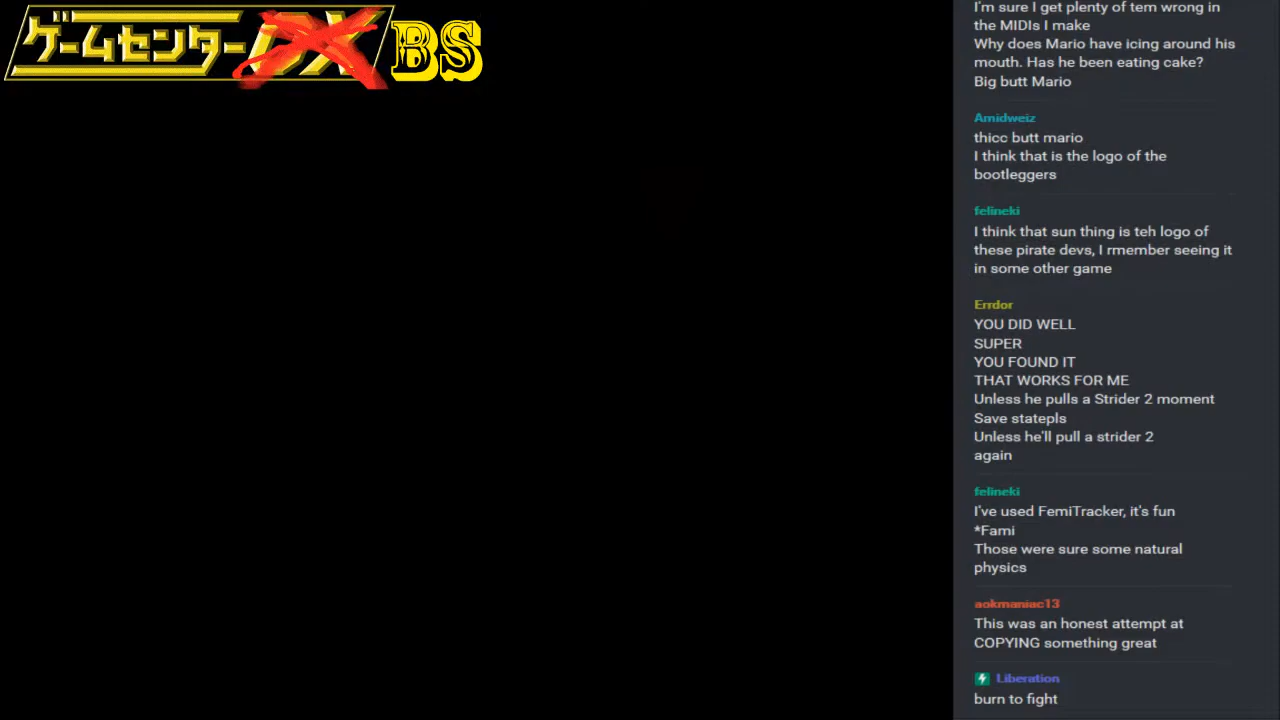 ゲームセンターDX BS
I'm sure I get plenty of tem wrong in
the MIDIs I make
Why does Mario have icing around his
mouth. Has he been eating cake?
Big butt Mario
Amidweiz
thicc butt mario
I think that is the logo of the
bootleggers
felineki
I think that sun thing is teh logo of
these pirate devs, I rmember seeing it
in some other game
Errdor
YOU DID WELL
SUPER
YOU FOUND IT
THAT WORKS FOR ME
Unless he pulls a Strider 2 moment
Save statepls
Unless he'll pull a strider 2
again
felineki
I've used FemiTracker, it's fun
*Fami
Those were sure some natural
physics
aokmaniac13
This was an honest attempt at
COPYING something great
Liberation
burn to fight